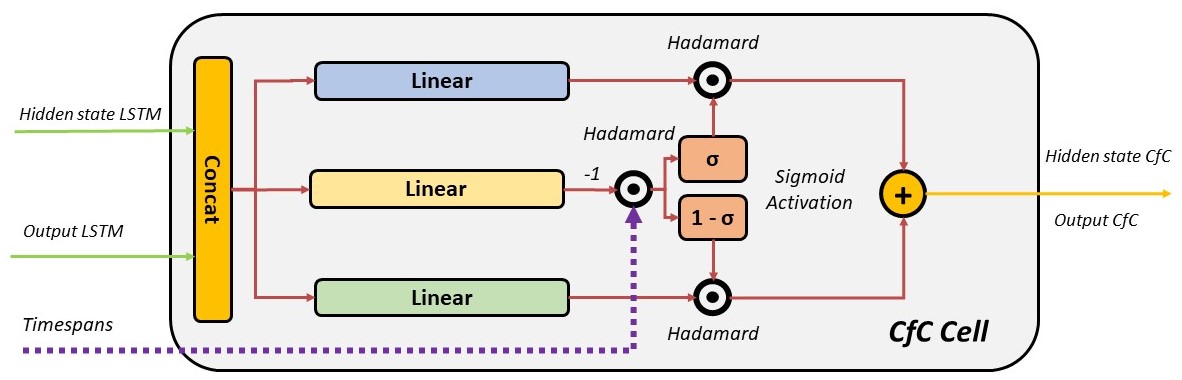 Hadamard
Linear
Hidden state LSTM
Hadamard
σ
Hidden state CfC
Concat
Linear
-1
Sigmoid
Activation
+
Output CfC
1 - σ
Output LSTM
Linear
Timespans
Hadamard
CfC Cell